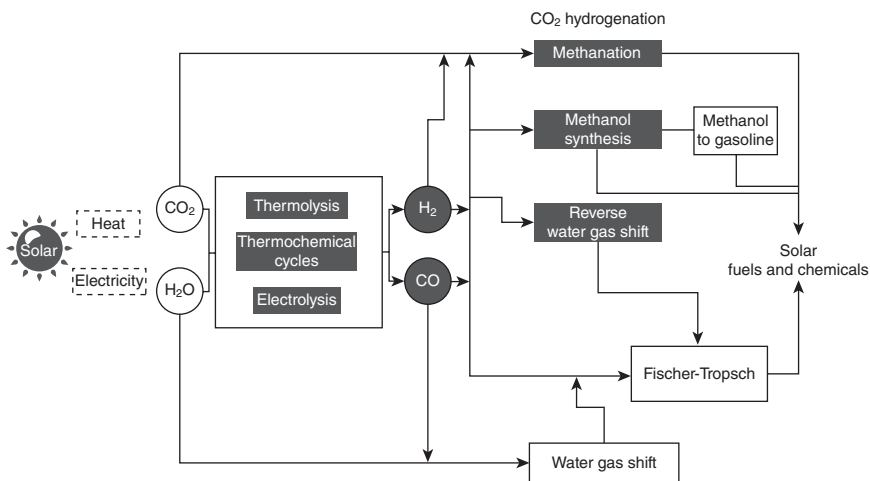 CO₂ hydrogenation
Methanation
Methanol
synthesis
Methanol
to gasoline
CO₂
Thermolysis
H₂
Reverse
water gas shift
Heat
Solar
Thermochemical
cycles
Solar
fuels and chemicals
Electricity
H₂O
Electrolysis
CO
Fischer-Tropsch
Water gas shift